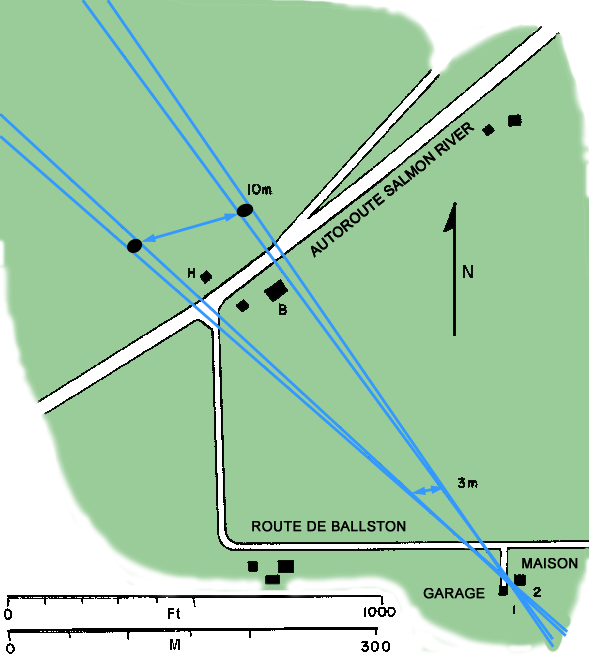 10m
AUTOROUTE SALMON RIVER
H
N
B
3m
ROUTE DE BALLSTON
MAISON
GARAGE
2
1
0
Ft
1000
0
M
300